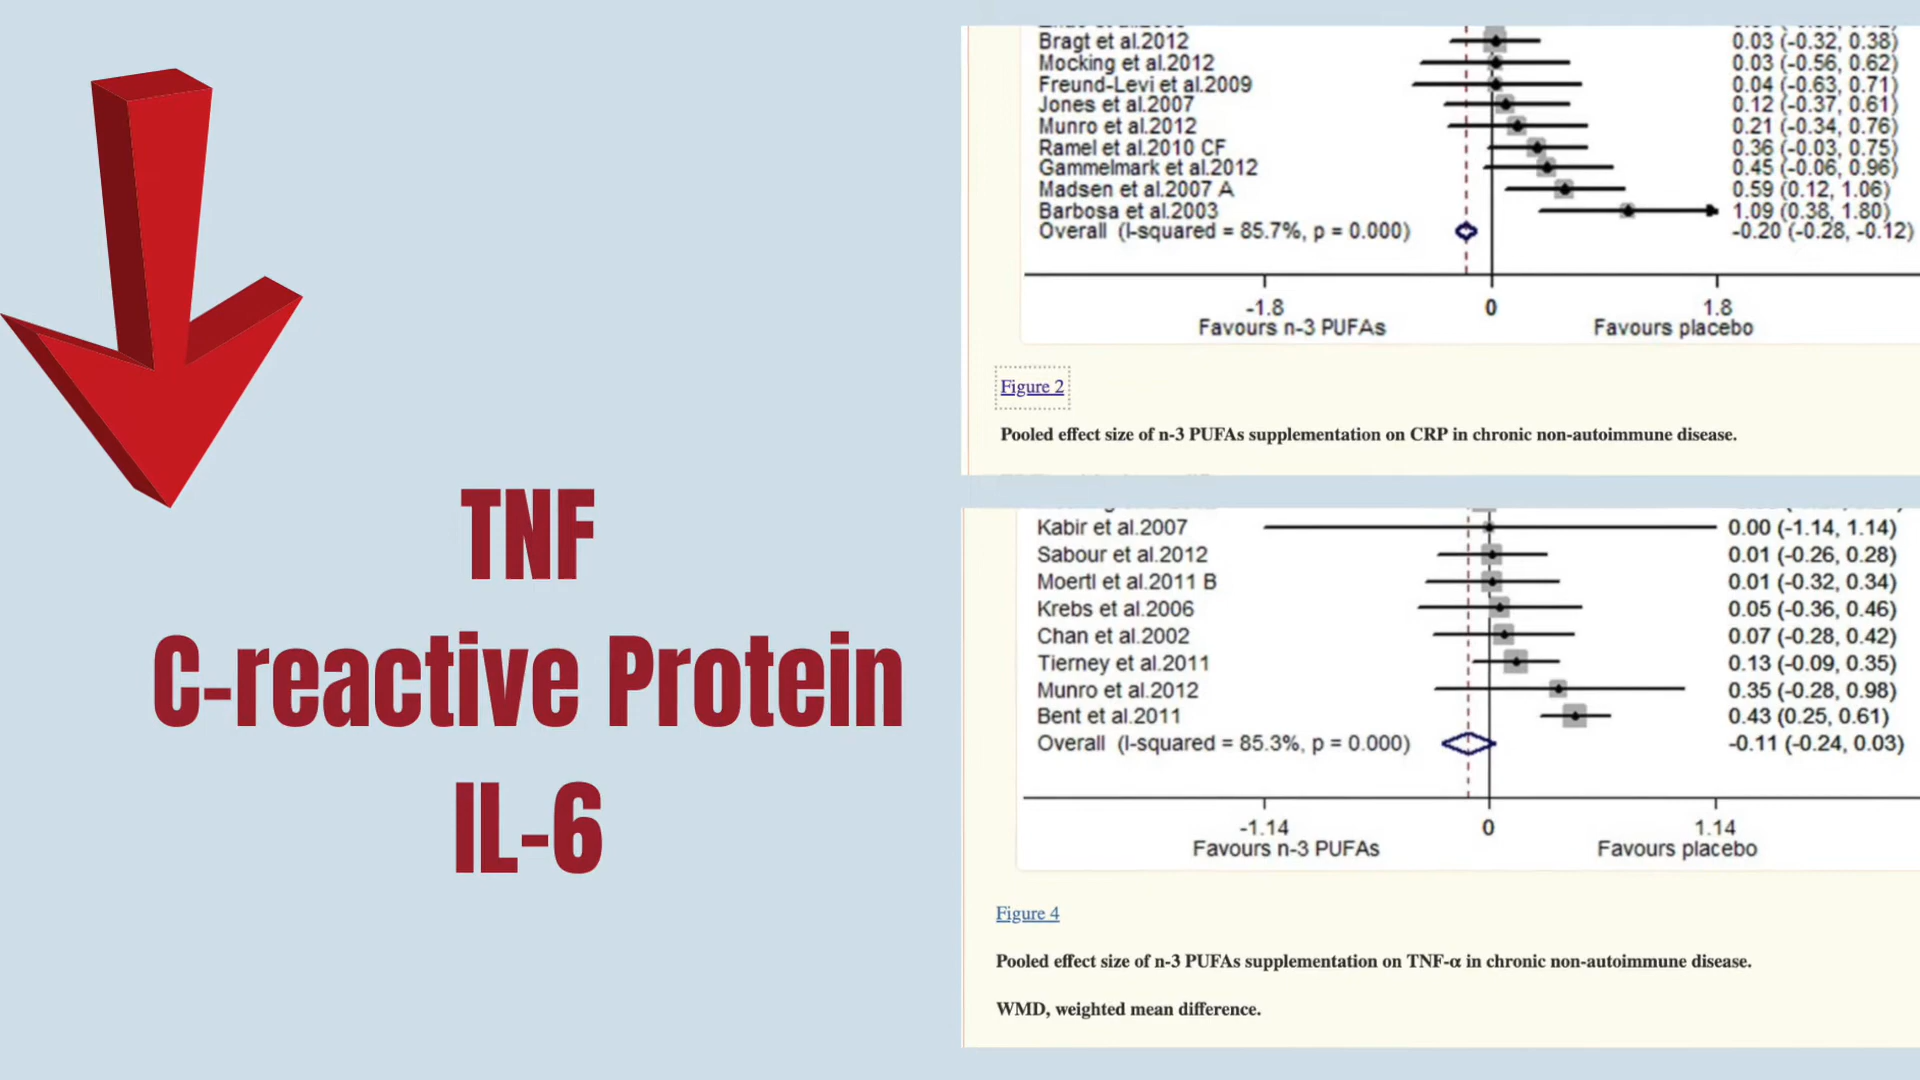 TNF
C-reactive Protein
IL-6
Bragt et al.2012 0.03 (-0.32, 0.38)
Mocking et al.2012 0.03 (-0.56, 0.62)
Freund-Levi et al.2009 0.04 (-0.63, 0.71)
Jones et al.2007 0.12 (-0.37, 0.61)
Munro et al.2012 0.21 (-0.34, 0.76)
Ramel et al.2010 CF 0.36 (-0.03, 0.75)
Gammelmark et al.2012 0.45 (-0.06, 0.96)
Madsen et al.2007 A 0.59 (0.12, 1.06)
Barbosa et al.2003 1.09 (0.38, 1.80)
Overall (I-squared = 85.7%, p = 0.000) -0.20 (-0.28, -0.12)
-1.8 0 1.8
Favours n-3 PUFAs Favours placebo
Figure 2
Pooled effect size of n-3 PUFAs supplementation on CRP in chronic non-autoimmune disease.
Kabir et al.2007 0.00 (-1.14, 1.14)
Sabour et al.2012 0.01 (-0.26, 0.28)
Moertl et al.2011 B 0.01 (-0.32, 0.34)
Krebs et al.2006 0.05 (-0.36, 0.46)
Chan et al.2002 0.07 (-0.28, 0.42)
Tierney et al.2011 0.13 (-0.09, 0.35)
Munro et al.2012 0.35 (-0.28, 0.98)
Bent et al.2011 0.43 (0.25, 0.61)
Overall (I-squared = 85.3%, p = 0.000) -0.11 (-0.24, 0.03)
-1.14 0 1.14
Favours n-3 PUFAs Favours placebo
Figure 4
Pooled effect size of n-3 PUFAs supplementation on TNF-α in chronic non-autoimmune disease.
WMD, weighted mean difference.